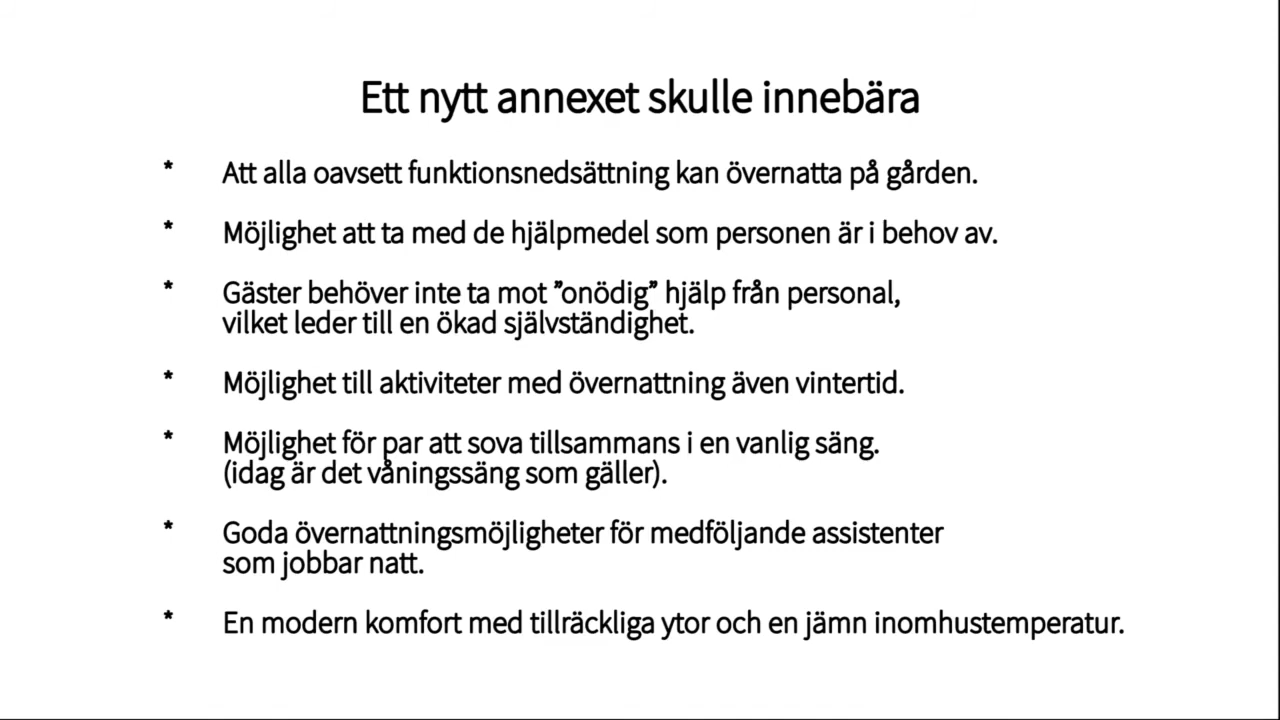 Ett nytt annexet skulle innebära
* Att alla oavsett funktionsnedsättning kan övernatta på gården.
* Möjlighet att ta med de hjälpmedel som personen är i behov av.
* Gäster behöver inte ta mot ”onödig” hjälp från personal,
vilket leder till en ökad självständighet.
* Möjlighet till aktiviteter med övernattning även vintertid.
* Möjlighet för par att sova tillsammans i en vanlig säng.
(idag är det våningssäng som gäller).
* Goda övernattningsmöjligheter för medföljande assistenter
som jobbar natt.
* En modern komfort med tillräckliga ytor och en jämn inomhustemperatur.